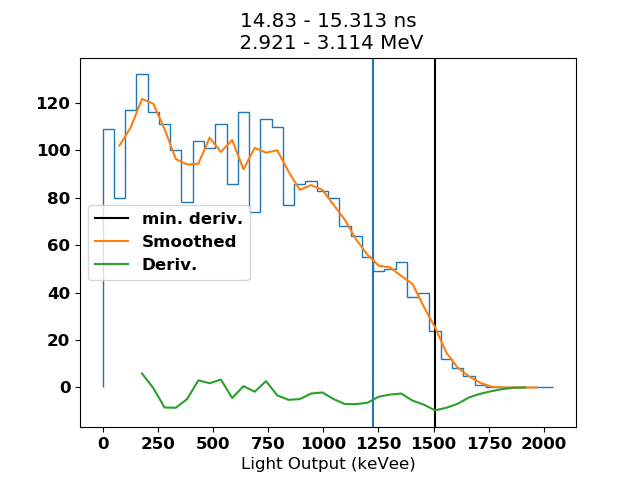 14.83 - 15.313 ns
2.921 - 3.114 MeV
120
100
80
60
40
20
0
min. deriv.
Smoothed
Deriv.
0 250 500 750 1000 1250 1500 1750 2000
Light Output (keVee)